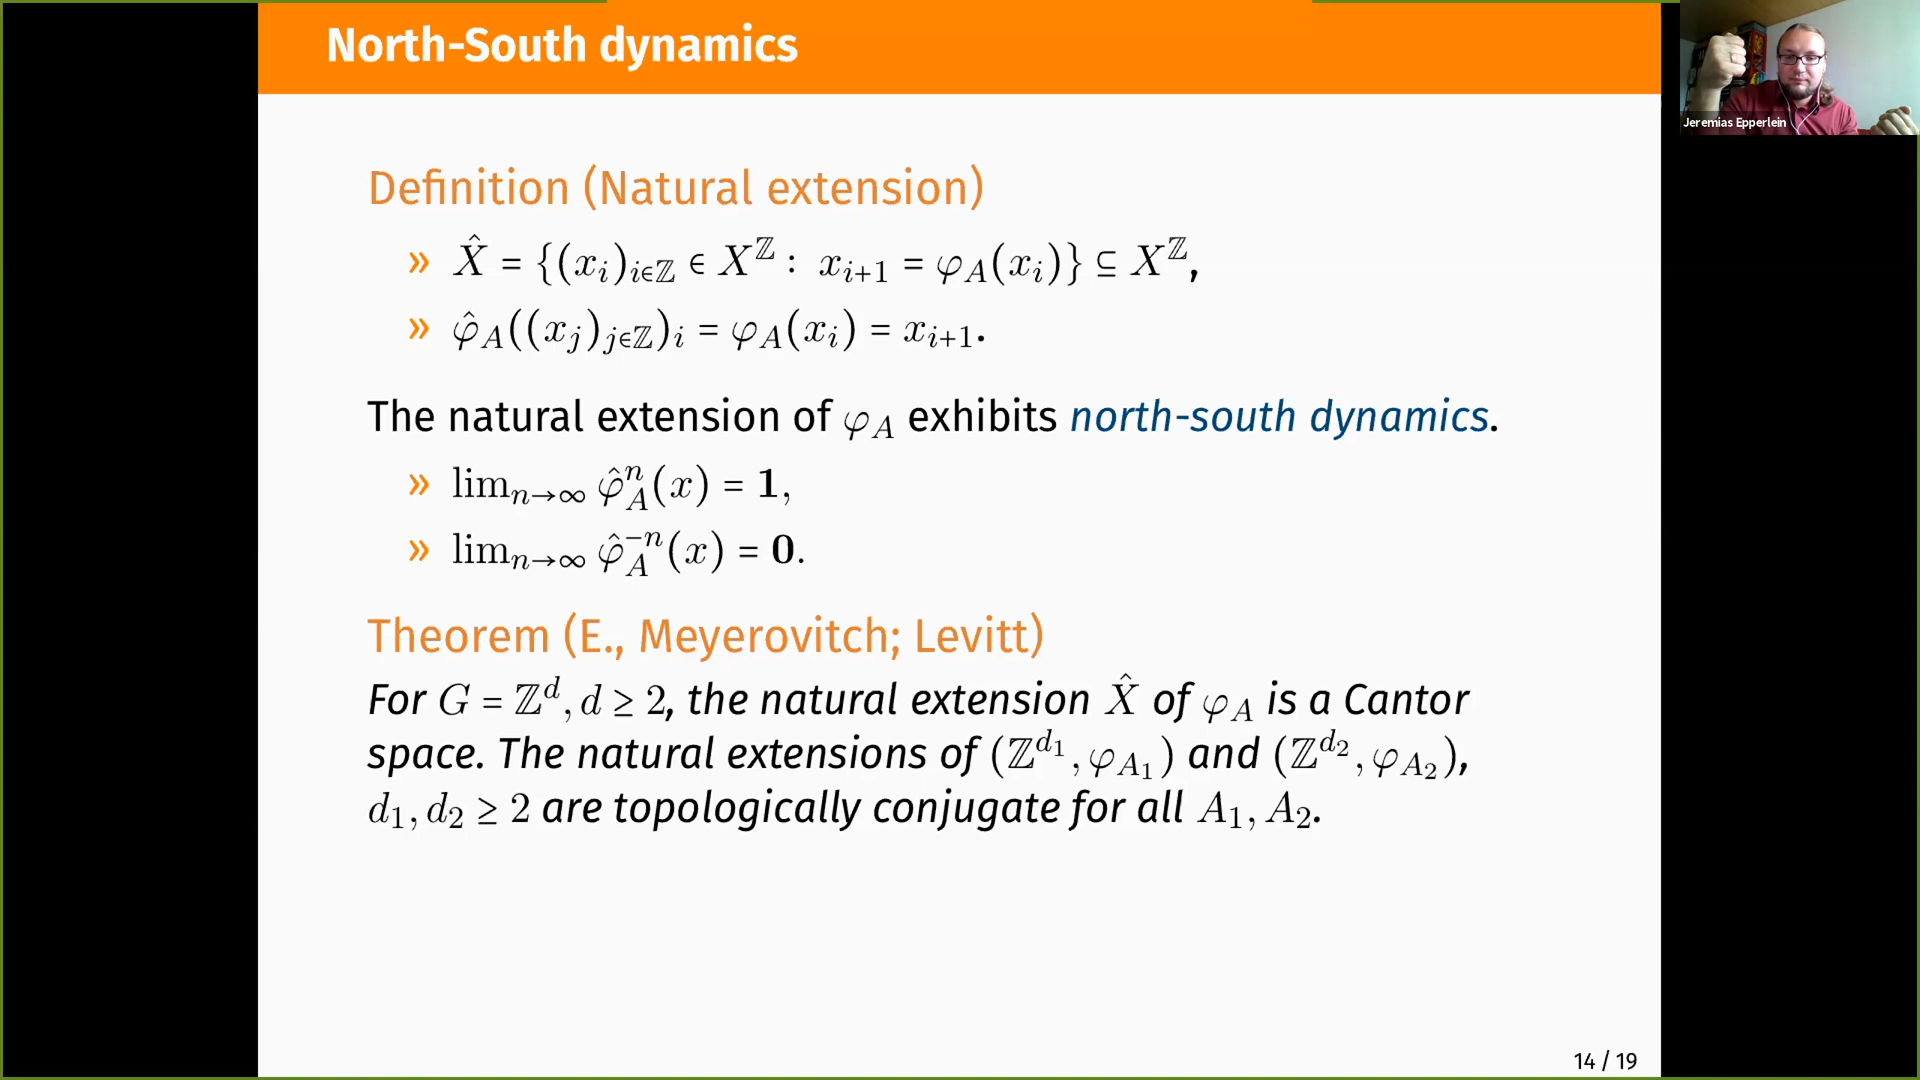 North-South dynamics
Jeremias Epperlein
Definition (Natural extension)
» X̂ = {(x_i)_{i∈ℤ} ∈ X^ℤ : x_{i+1} = φ_A(x_i)} ⊆ X^ℤ,
» φ̂_A((x_j)_{j∈ℤ})_i = φ_A(x_i) = x_{i+1}.
The natural extension of φ_A exhibits north-south dynamics.
» lim_{n→∞} φ̂_A^n(x) = 1,
» lim_{n→∞} φ̂_A^{−n}(x) = 0.
Theorem (E., Meyerovitch; Levitt)
For G = ℤ^d, d ≥ 2, the natural extension X̂ of φ_A is a Cantor
space. The natural extensions of (ℤ^{d_1}, φ_{A_1}) and (ℤ^{d_2}, φ_{A_2}),
d_1, d_2 ≥ 2 are topologically conjugate for all A_1, A_2.
14 / 19